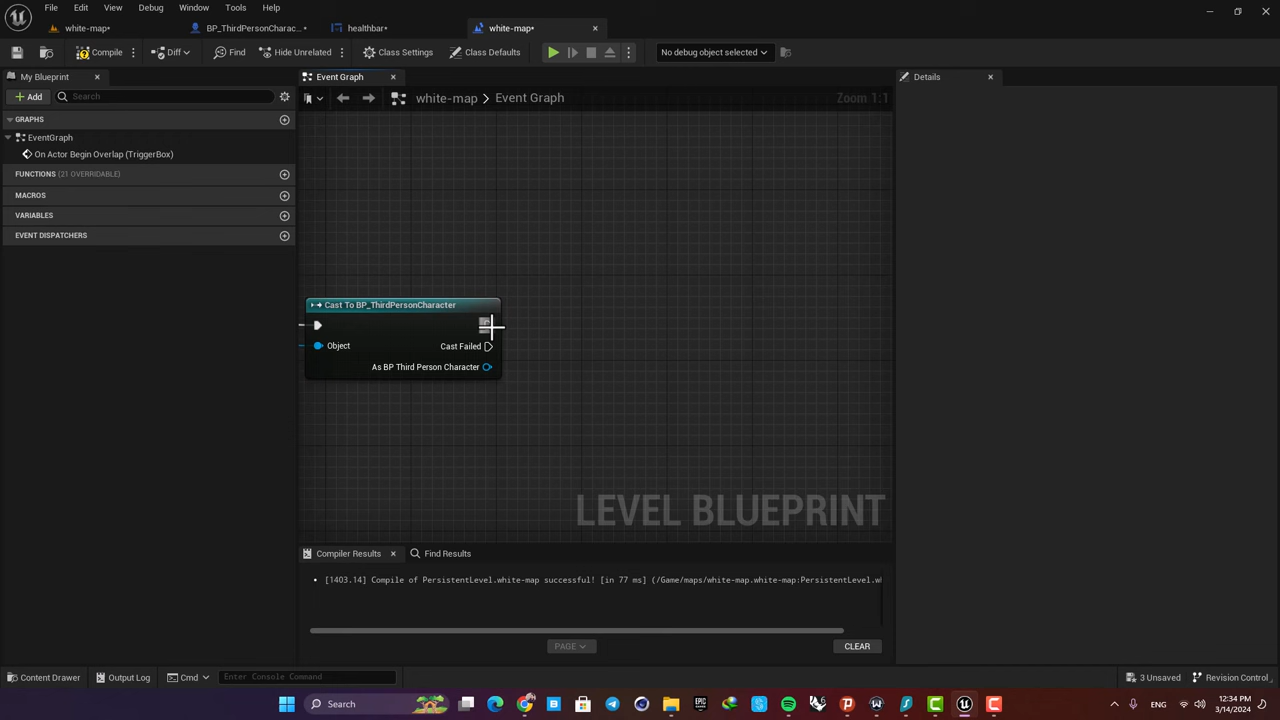 File Edit View Debug Window Tools Help
white-map* BP_ThirdPersonCharac...* healthbar* white-map*
Compile Diff Find Hide Unrelated Class Settings Class Defaults No debug object selected
My Blueprint Event Graph Details
Add Search white-map > Event Graph Zoom 1:1
GRAPHS
EventGraph
On Actor Begin Overlap (TriggerBox)
FUNCTIONS (21 OVERRIDABLE)
MACROS
VARIABLES
EVENT DISPATCHERS
Cast To BP_ThirdPersonCharacter
Object Cast Failed
As BP Third Person Character
LEVEL BLUEPRINT
Compiler Results Find Results
[1403.14] Compile of PersistentLevel.white-map successful! [in 77 ms] (/Game/maps/white-map.white-map:PersistentLevel.wh
PAGE CLEAR
Content Drawer Output Log Cmd Enter Console Command 3 Unsaved Revision Control
Search 12:34 PM
3/14/2024